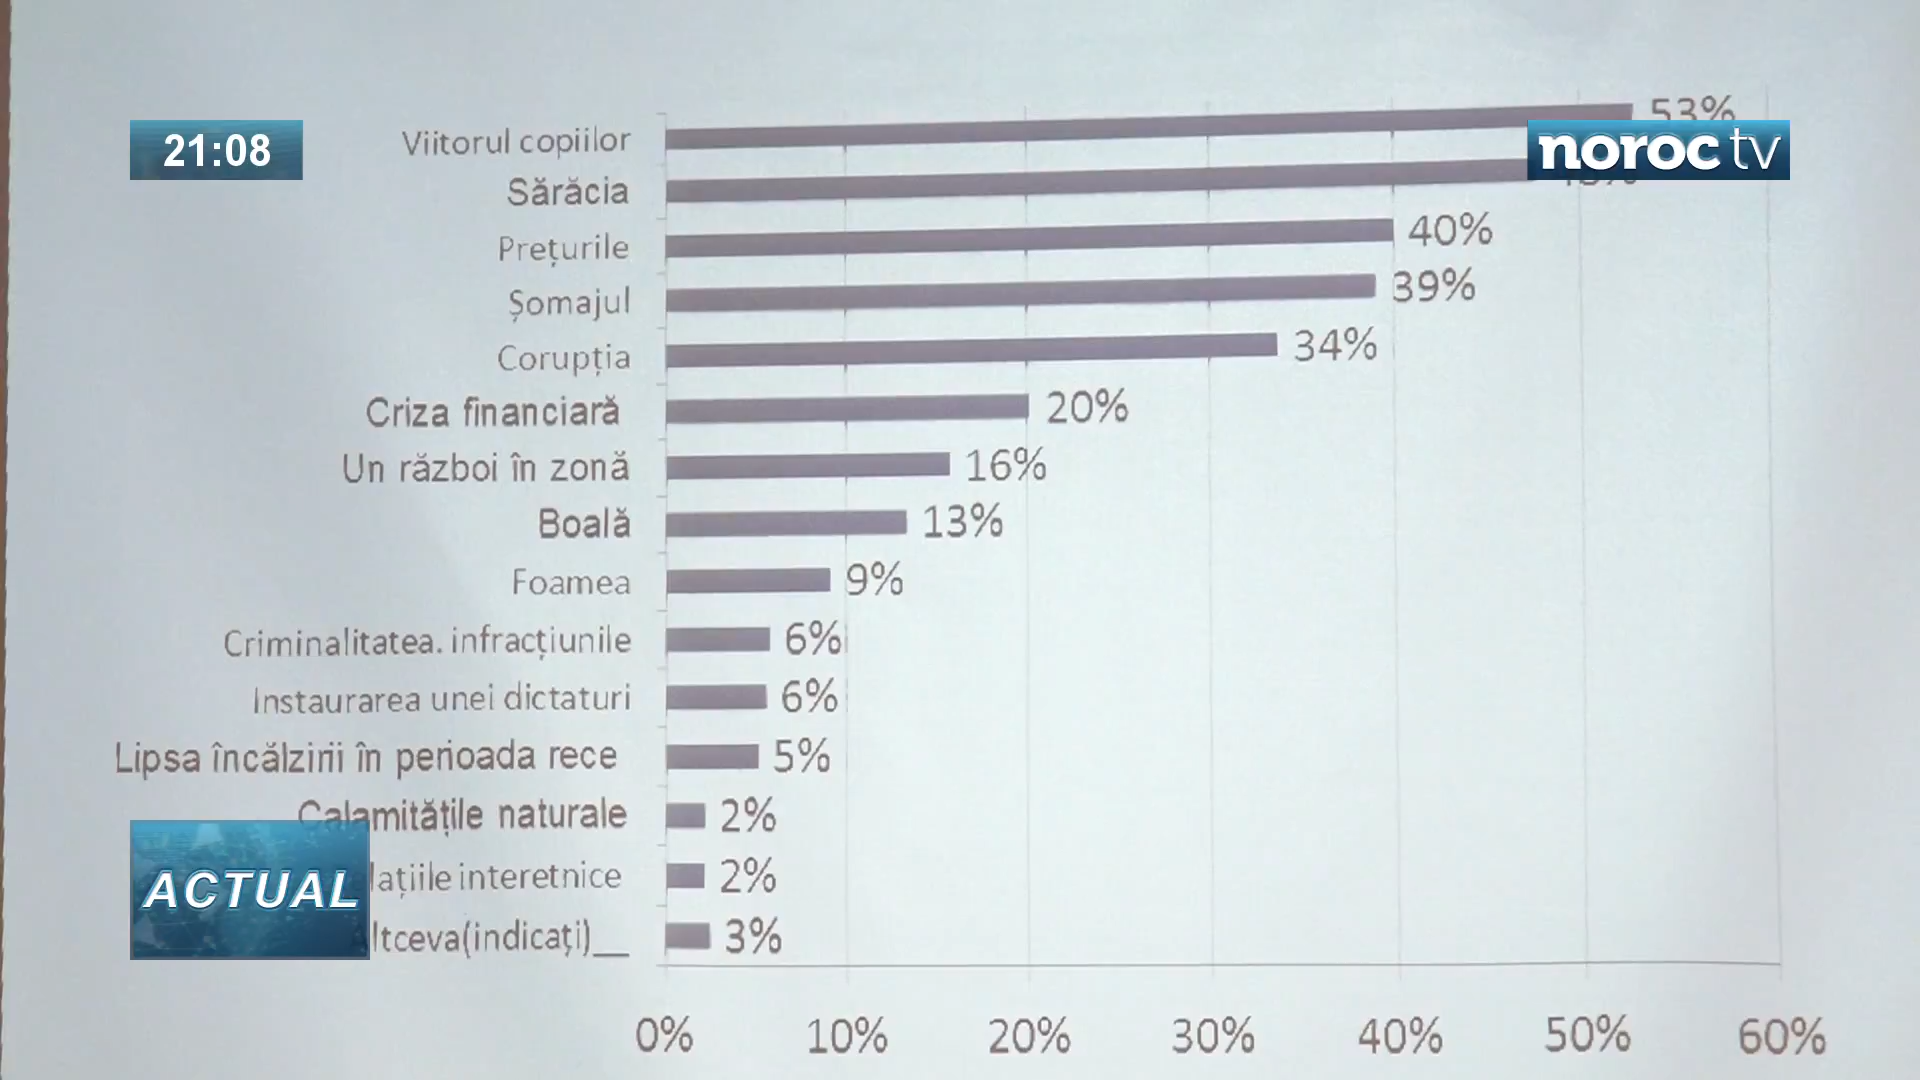 21:08
noroc tv
Viitorul copiilor 53%
Sărăcia
Prețurile 40%
Șomajul 39%
Corupția 34%
Criza financiară 20%
Un război în zonă 16%
Boală 13%
Foamea 9%
Criminalitatea. infracțiunile 6%
Instaurarea unei dictaturi 6%
Lipsa încălzirii în perioada rece 5%
Calamitățile naturale 2%
lațiile interetnice 2%
ltceva(indicați)__ 3%
ACTUAL
0% 10% 20% 30% 40% 50% 60%